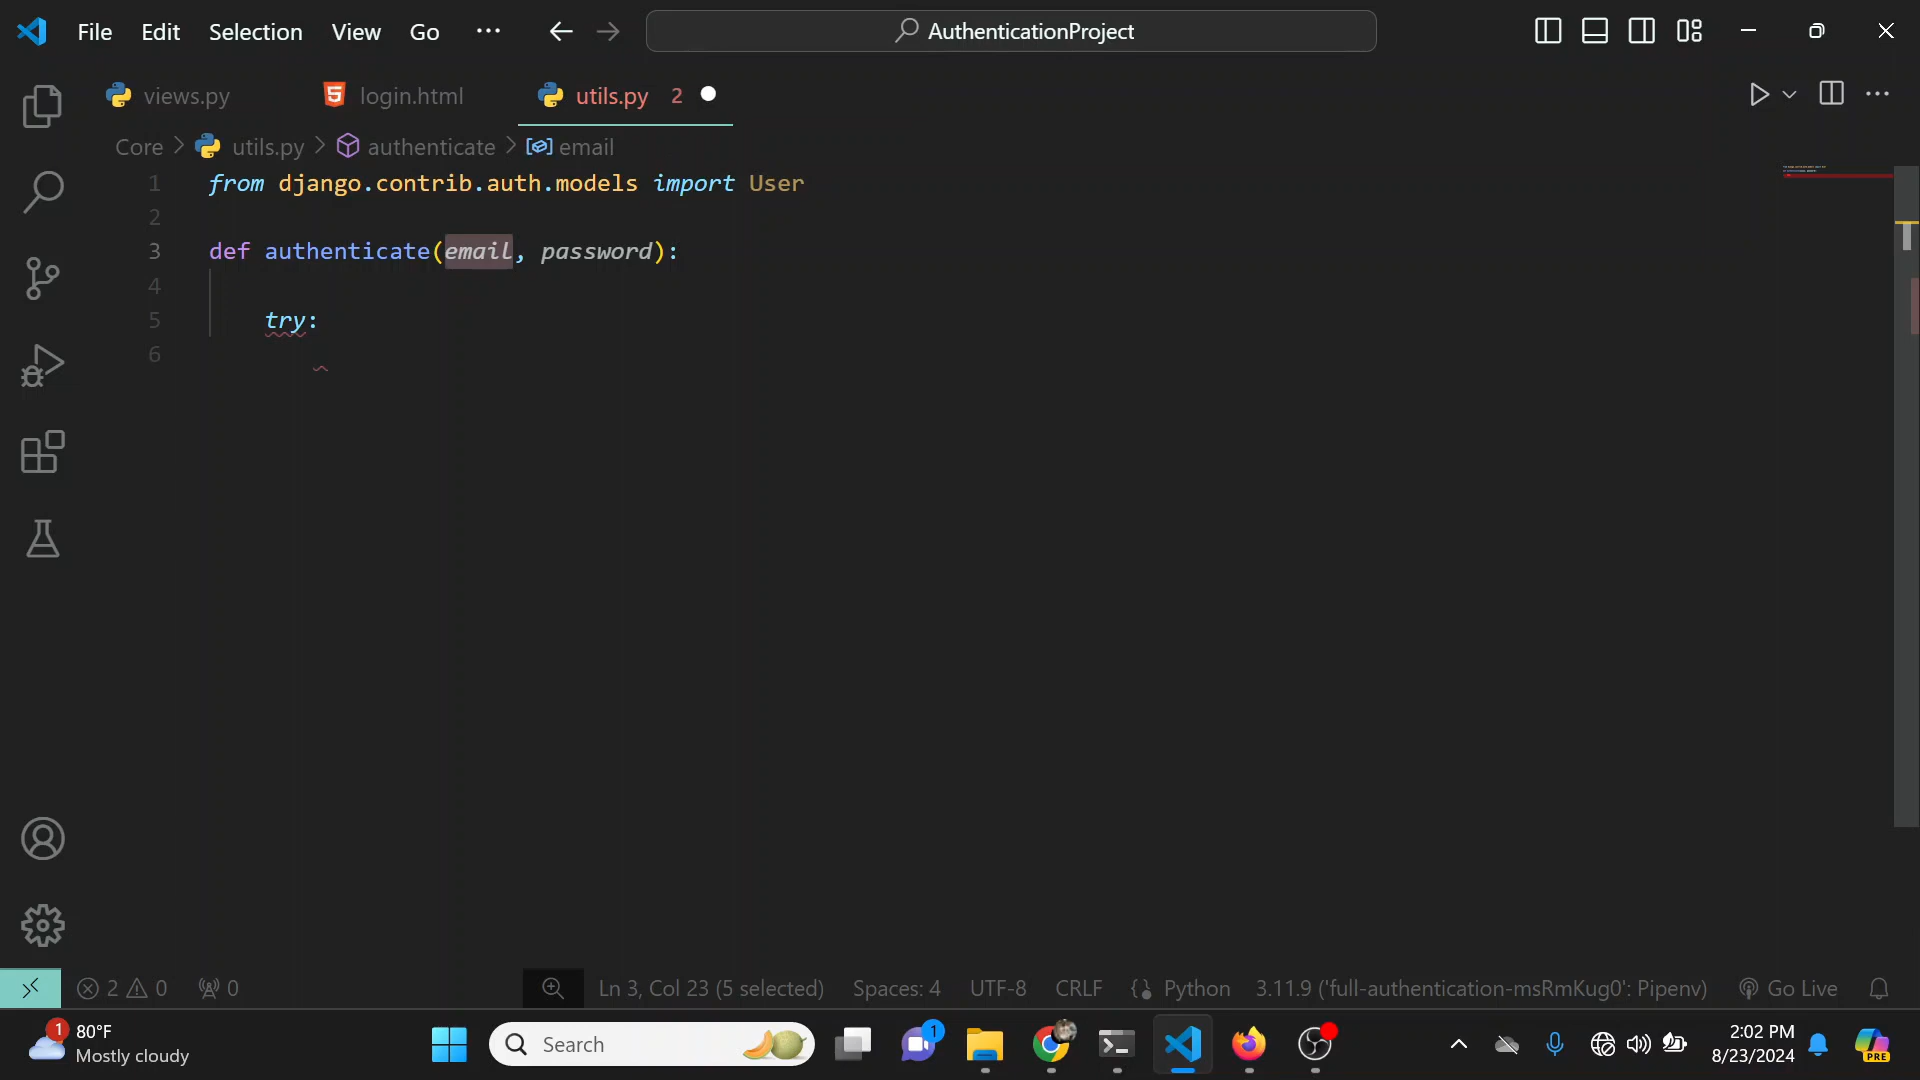 File Edit Selection View Go ··· AuthenticationProject
views.py login.html utils.py 2
Core > utils.py > authenticate > email
1 from django.contrib.auth.models import User
2
3 def authenticate(email, password):
4
5 try:
6
2 0 0 Ln 3, Col 23 (5 selected) Spaces: 4 UTF-8 CRLF {} Python 3.11.9 ('full-authentication-msRmKug0': Pipenv) Go Live
1 80°F Mostly cloudy Search 1 2:02 PM 8/23/2024 PRE